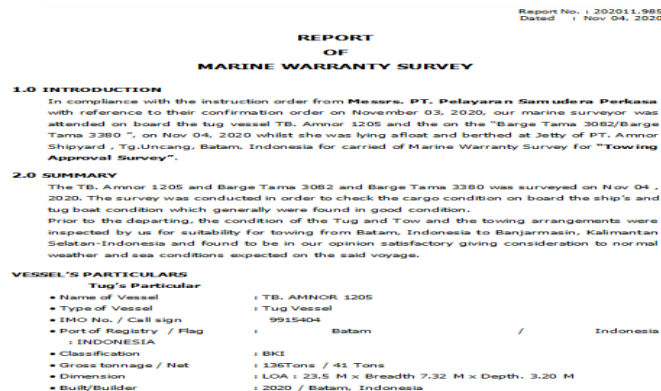 Report No. : 202011.985
Dated : Nov 04, 2020
REPORT
OF
MARINE WARRANTY SURVEY
1.0 INTRODUCTION
In compliance with the instruction order from Messrs. PT. Pelayaran Samudera Perkasa
with reference to their confirmation order on November 03, 2020, our marine surveyor was
attended on board the tug vessel TB. Amnor 1205 and the on the "Barge Tama 3082/Barge
Tama 3380 ", on Nov 04, 2020 whilst she was lying afloat and berthed at Jetty of PT. Amnor
Shipyard , Tg.Uncang, Batam, Indonesia for carried of Marine Warranty Survey for "Towing
Approval Survey".
2.0 SUMMARY
The TB. Amnor 1205 and Barge Tama 3082 and Barge Tama 3380 was surveyed on Nov 04 ,
2020. The survey was conducted in order to check the cargo condition on board the ship's and
tug boat condition which generally were found in good condition.
Prior to the departing, the condition of the Tug and Tow and the towing arrangements were
inspected by us for suitability for towing from Batam, Indonesia to Banjarmasin, Kalimantan
Selatan-Indonesia and found to be in our opinion satisfactory giving consideration to normal
weather and sea conditions expected on the said voyage.
VESSEL'S PARTICULARS
Tug's Particular
• Name of Vessel : TB. AMNOR 1205
• Type of Vessel : Tug Vessel
• IMO No. / Call sign 9915404
• Port of Registry / Flag : Batam / Indonesia
: INDONESIA
• Classification : BKI
• Gross tonnage / Net : 136Tons / 41 Tons
• Dimension : LOA : 23.5 M x Breadth 7.32 M x Depth. 3.20 M
• Built/Builder : 2020 / Batam, Indonesia